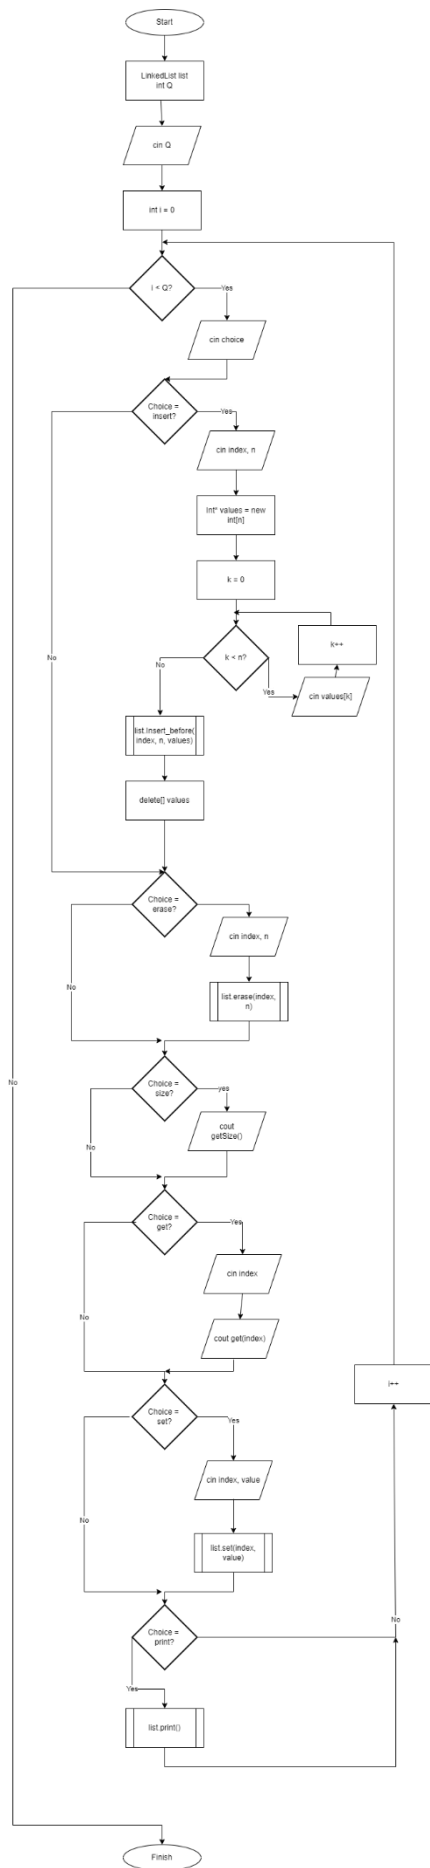 Start
LinkedList list
int Q
cin Q
int i = 0
i < Q?
Yes
cin choice
Choice =
Insert?
Yes
cin index, n
int* values = new
int[n]
k = 0
k < n?
k++
No
Yes
cin values[k]
No
list.Insert_before(
index, n, values)
delete[] values
Choice =
erase?
cin index, n
No
list.erase(index,
n)
No
Choice =
size?
yes
cout
getSize()
No
Choice =
get?
Yes
cin index
No
cout get(index)
i++
Choice =
set?
Yes
cin index, value
No
list.set(index,
value)
Choice =
print?
No
Yes
list.print()
Finish